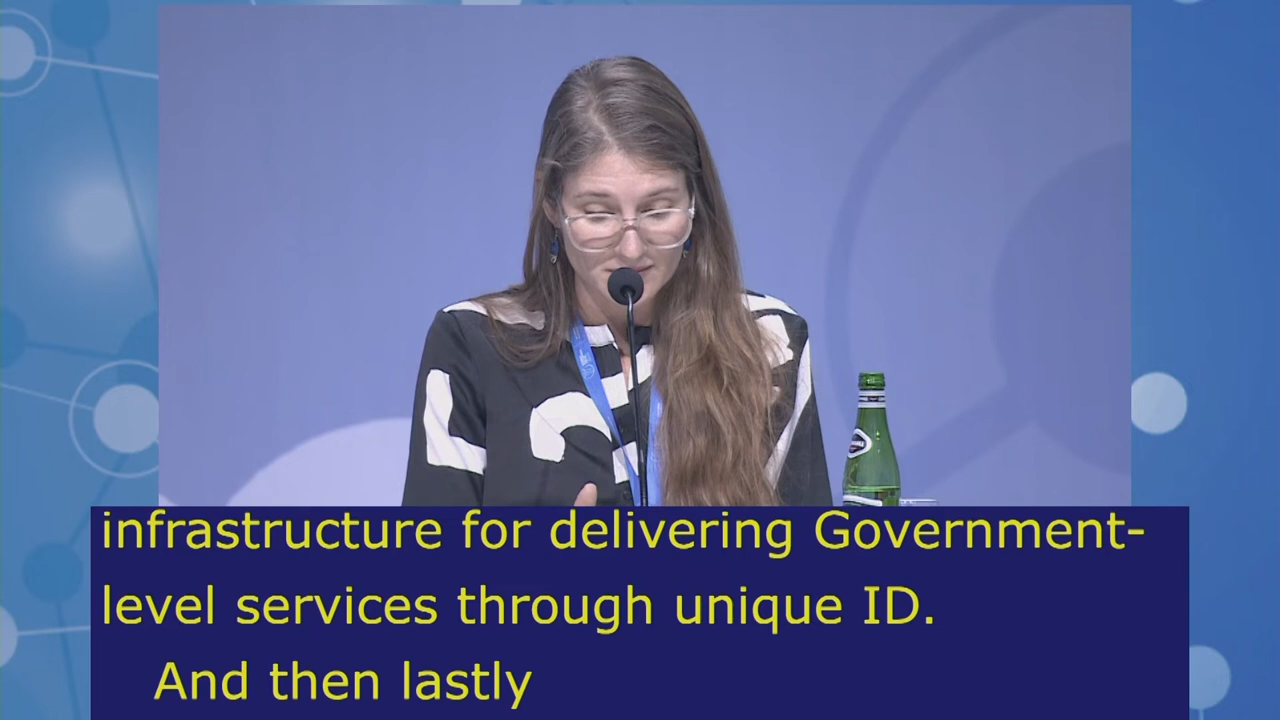 infrastructure for delivering Government-
level services through unique ID.
And then lastly